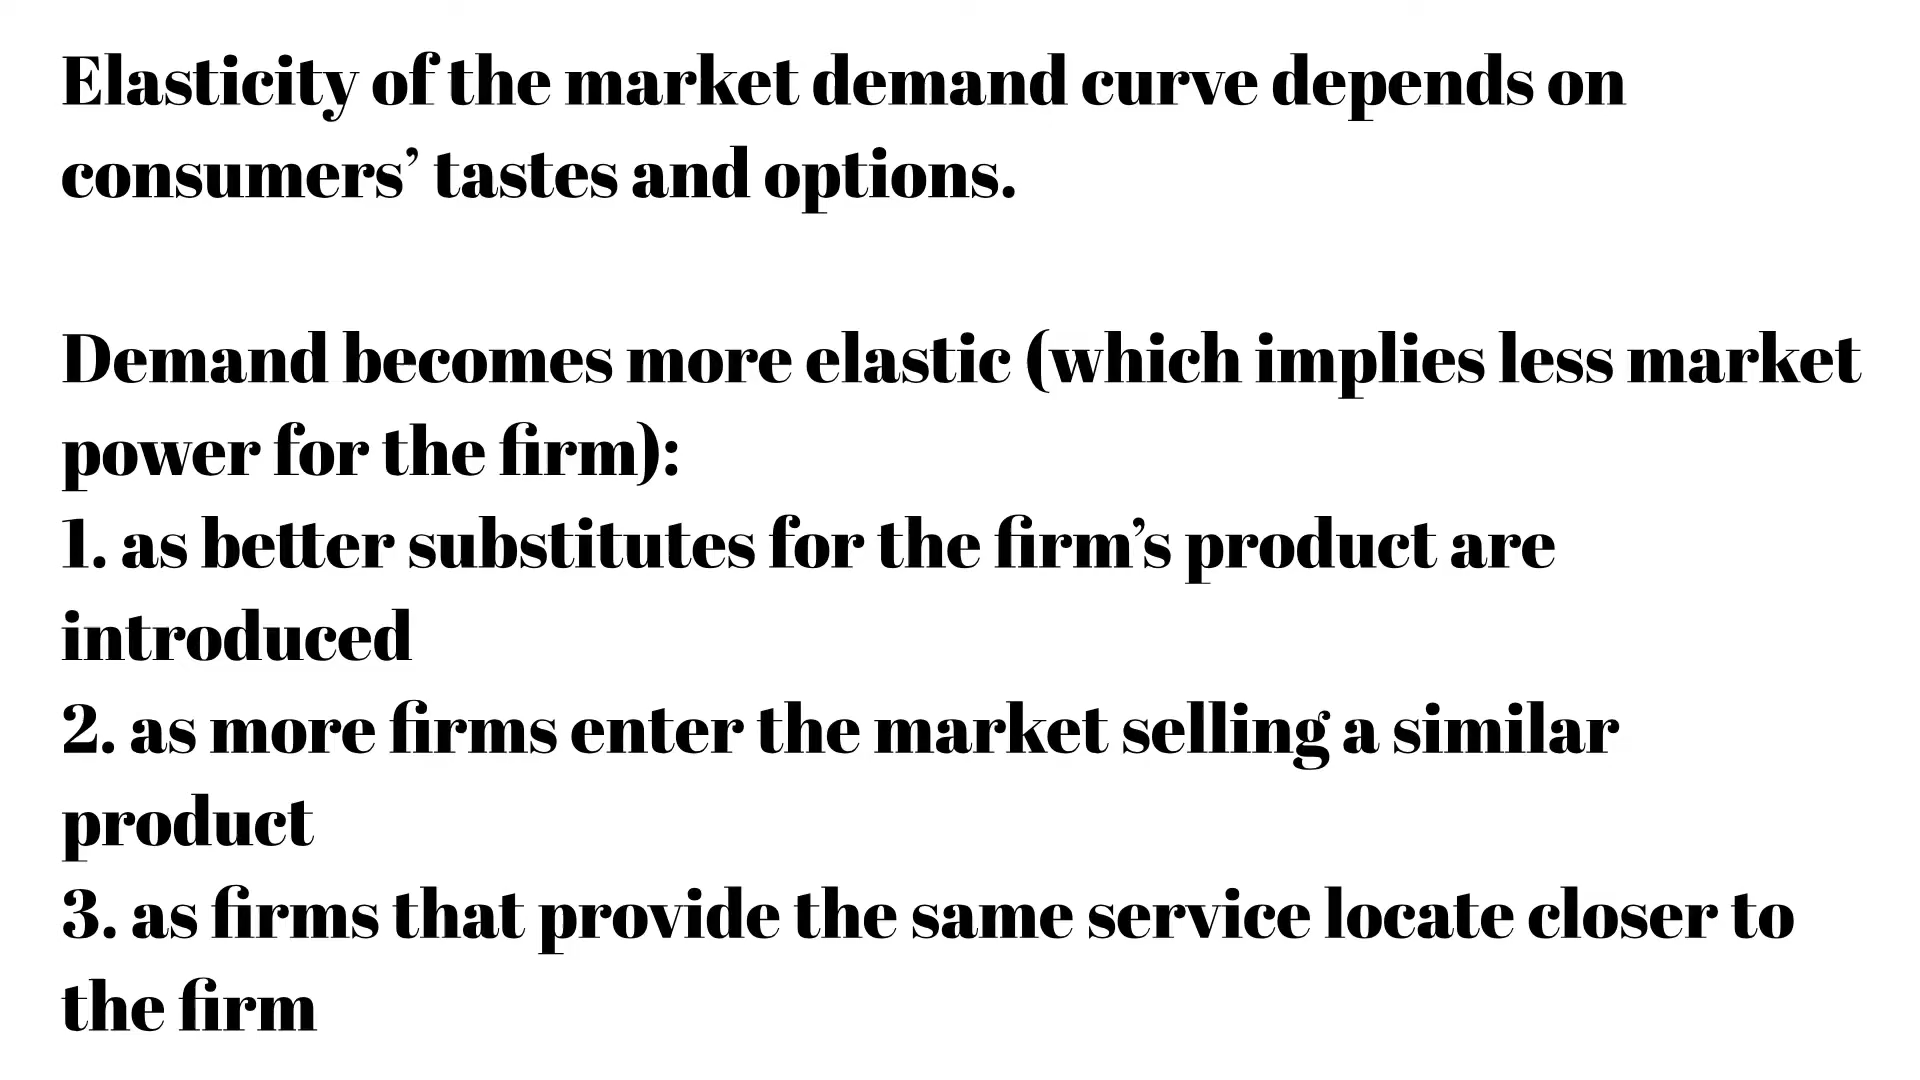 Elasticity of the market demand curve depends on
consumers’ tastes and options.
Demand becomes more elastic (which implies less market
power for the firm):
1. as better substitutes for the firm’s product are
introduced
2. as more firms enter the market selling a similar
product
3. as firms that provide the same service locate closer to
the firm